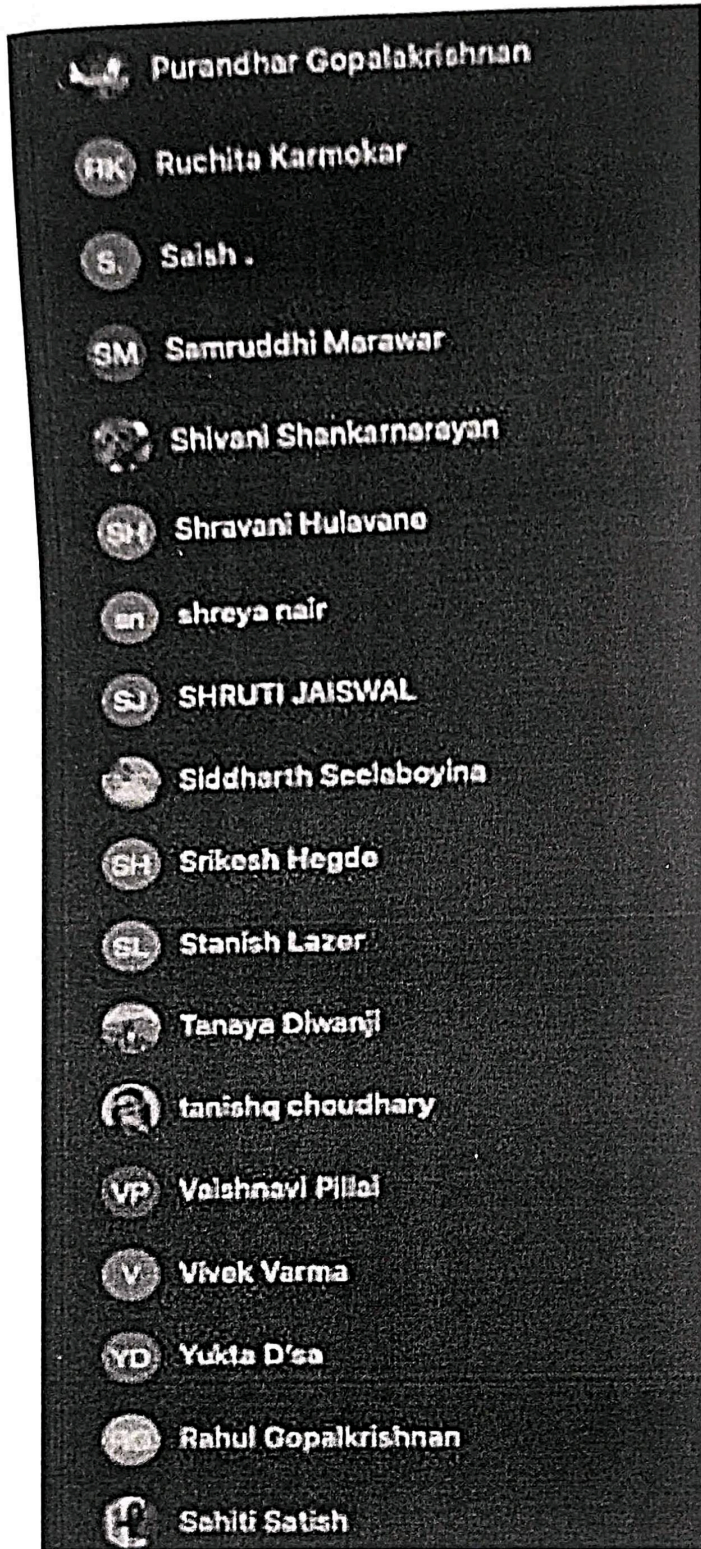 Purandhar Gopalakrishnan
RK Ruchita Karmokar
S. Saish .
SM Samruddhi Marawar
Shivani Shankarnarayan
SH Shravani Hulavane
sn shreya nair
SJ SHRUTI JAISWAL
Siddharth Seelaboyina
SH Srikesh Hegde
SL Stanish Lazer
Tanaya Diwanji
tanishq choudhary
VP Vaishnavi Pillai
V Vivek Varma
YD Yukta D'sa
RG Rahul Gopalkrishnan
Sahiti Satish